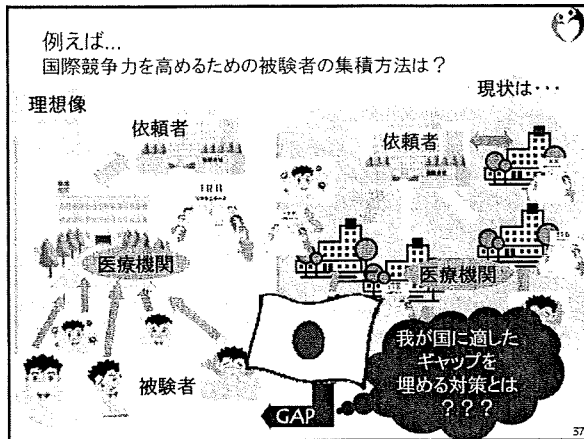 例えば...
国際競争力を高めるための被験者の集積方法は？
理想像
現状は・・・
依頼者
依頼者
IRB
医療機関
医療機関
被験者
我が国に適した
ギャップを
埋める対策とは
？？？
GAP
57